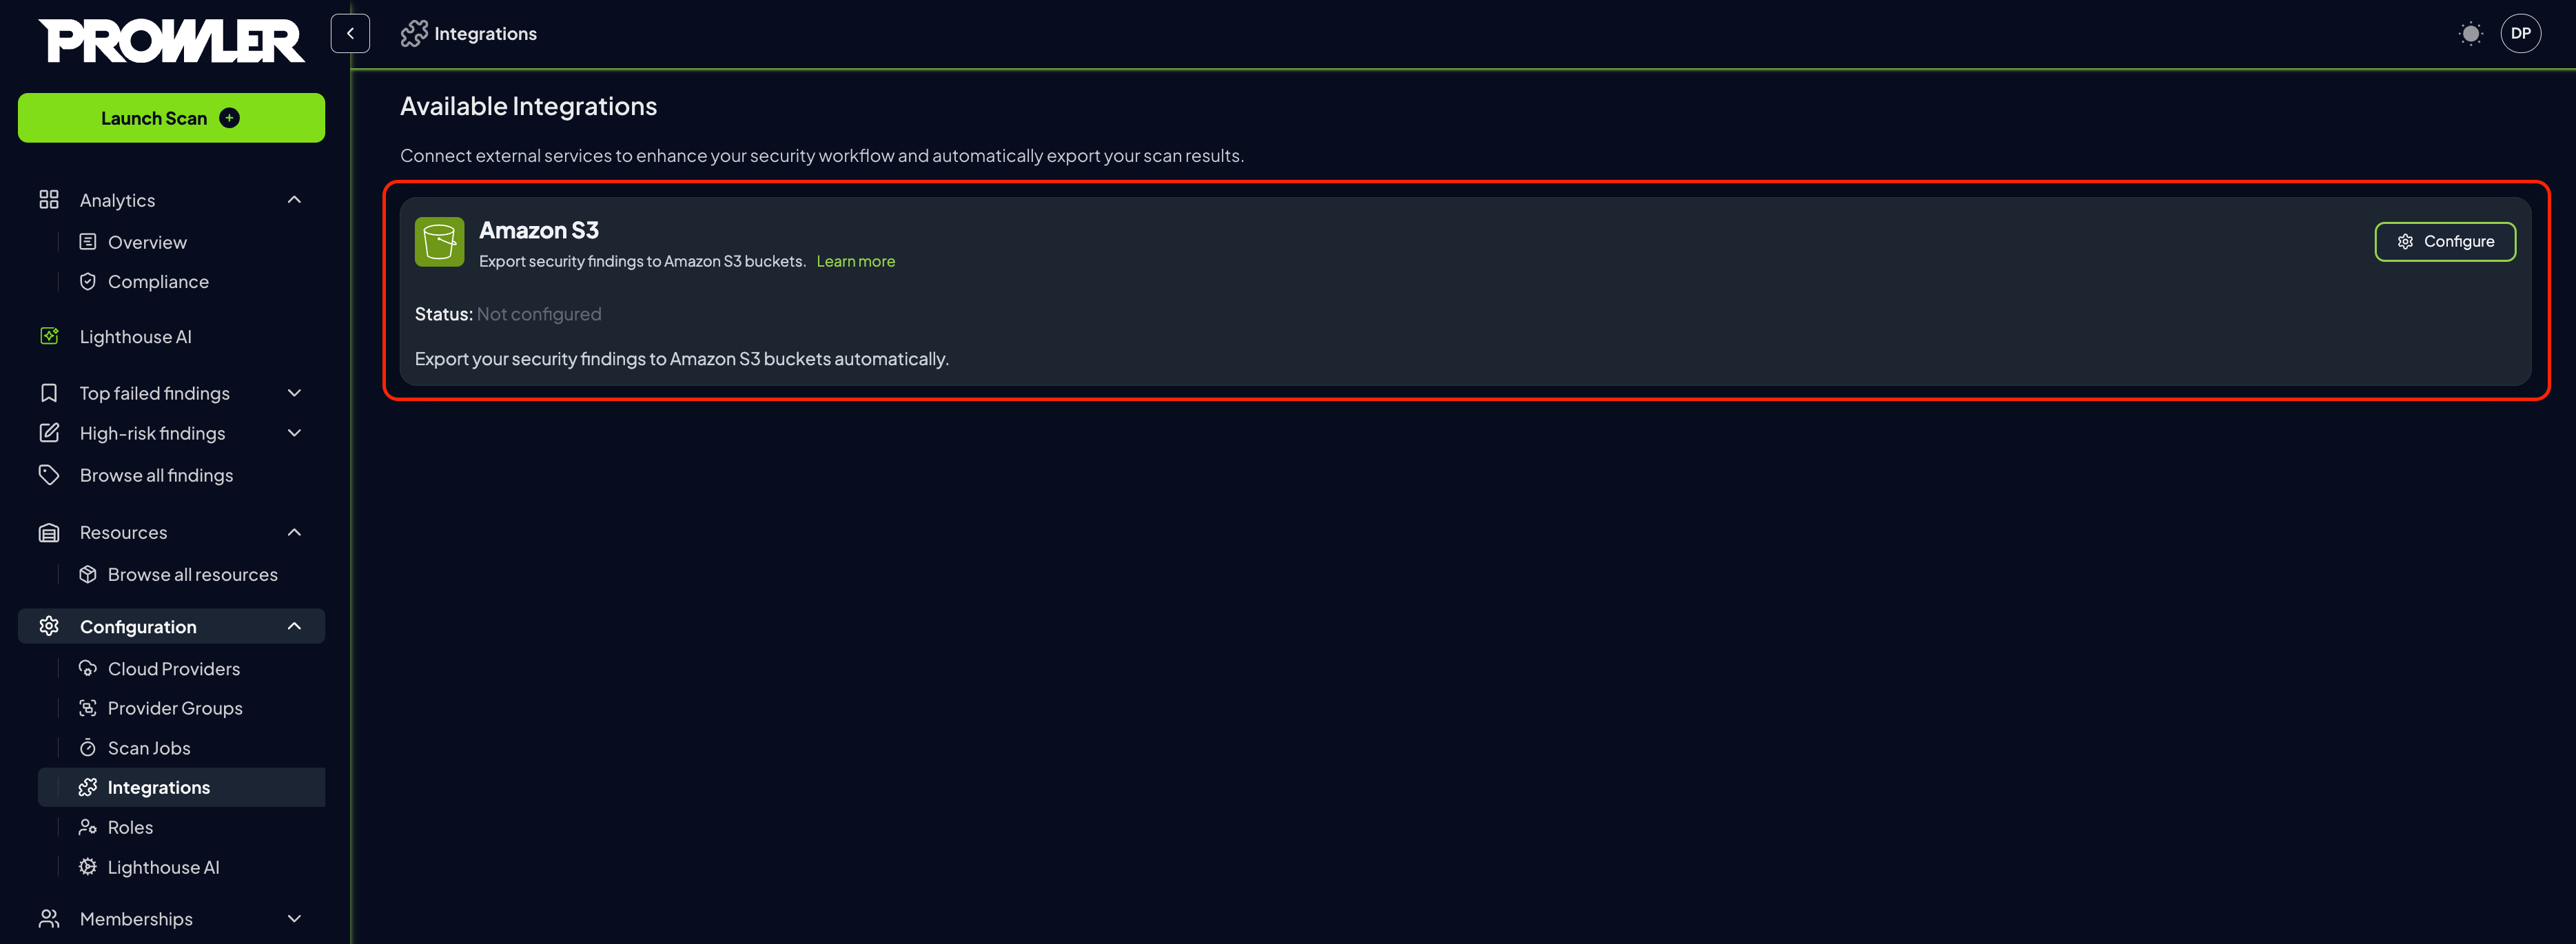 PROWLER
Integrations
DP
Launch Scan
Analytics
Overview
Compliance
Lighthouse AI
Top failed findings
High-risk findings
Browse all findings
Resources
Browse all resources
Configuration
Cloud Providers
Provider Groups
Scan Jobs
Integrations
Roles
Lighthouse AI
Memberships
Available Integrations
Connect external services to enhance your security workflow and automatically export your scan results.
Amazon S3
Export security findings to Amazon S3 buckets. Learn more
Configure
Status: Not configured
Export your security findings to Amazon S3 buckets automatically.